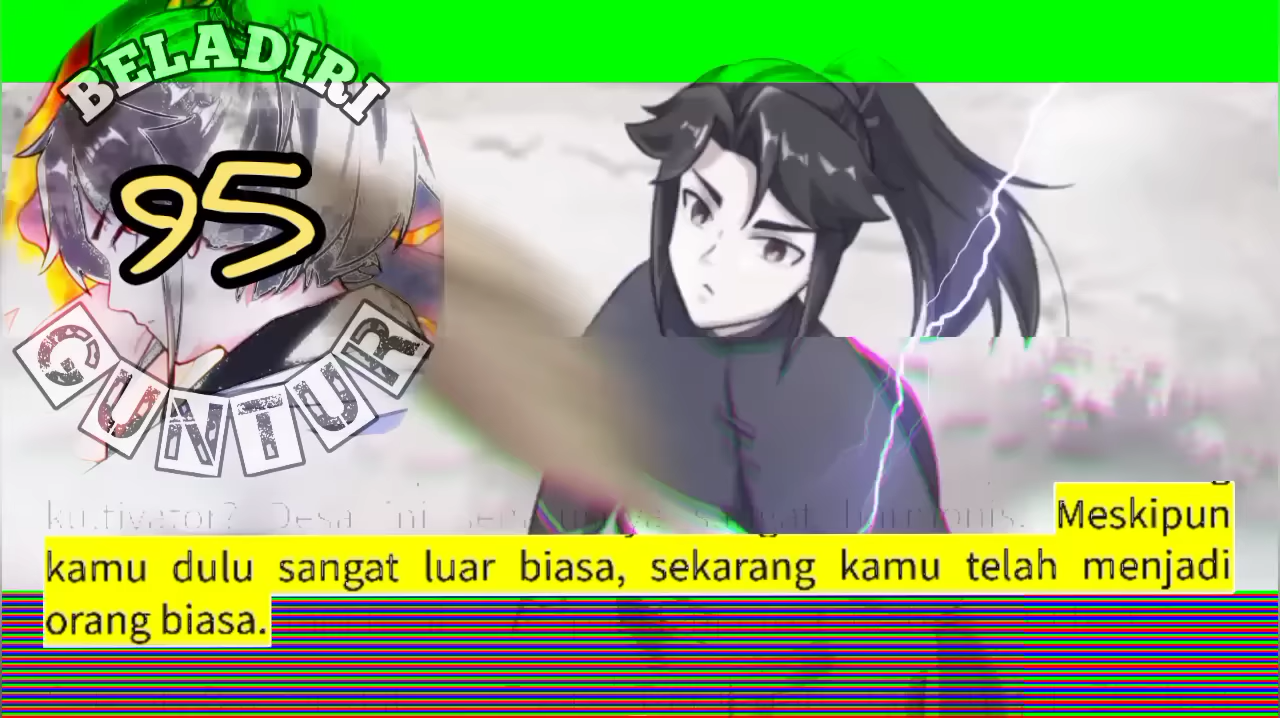 BELADIRI
95
GUNTUR
kultivator? Desa ini sangat harmonis. Meskipun
kamu dulu sangat luar biasa, sekarang kamu telah menjadi
orang biasa.